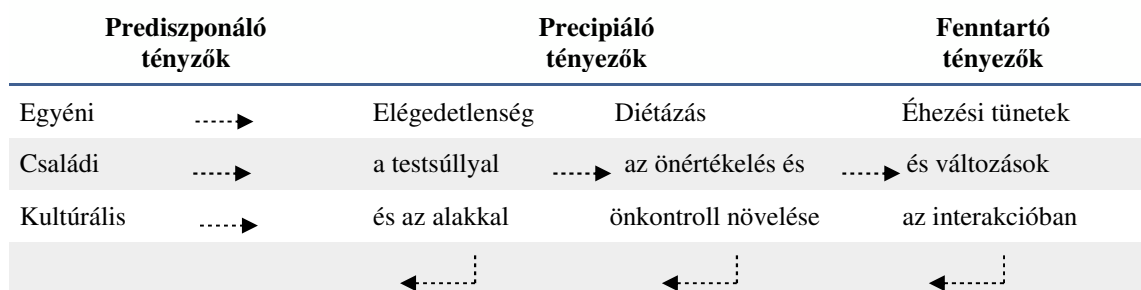 Prediszponáló Precipiáló Fenntartó
tényzők tényezők tényezők
Egyéni Elégedetlenség Diétázás Éhezési tünetek
Családi a testsúllyal az önértékelés és és változások
Kultúrális és az alakkal önkontroll növelése az interakcióban